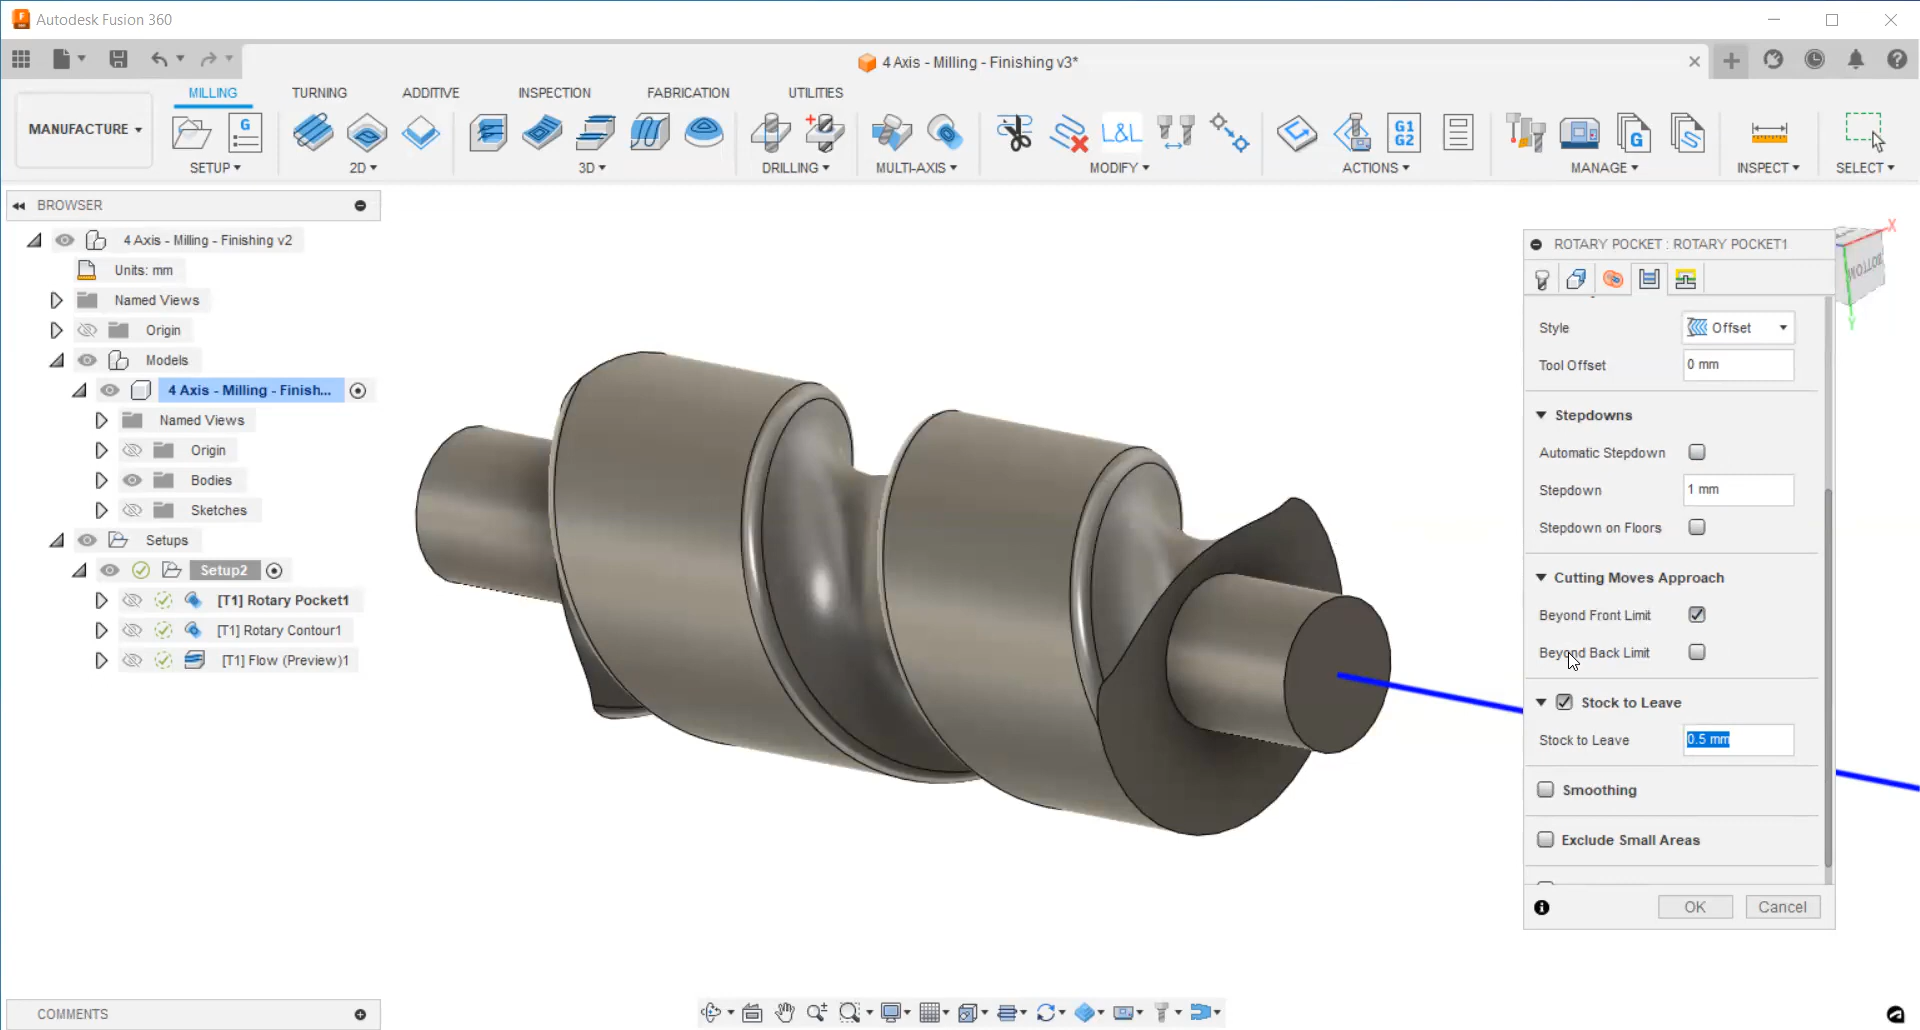 Autodesk Fusion 360
4 Axis - Milling - Finishing v3*
MILLING TURNING ADDITIVE INSPECTION FABRICATION UTILITIES
MANUFACTURE
G
G1
G2
L&L
G
SETUP 2D 3D DRILLING MULTI-AXIS MODIFY ACTIONS MANAGE INSPECT SELECT
BROWSER
4 Axis - Milling - Finishing v2
Units: mm
Named Views
Origin
Models
4 Axis - Milling - Finish...
Named Views
Origin
Bodies
Sketches
Setups
Setup2
[T1] Rotary Pocket1
[T1] Rotary Contour1
[T1] Flow (Preview)1
X
BOTTOM
Y
ROTARY POCKET : ROTARY POCKET1
Style Offset
Tool Offset 0 mm
Stepdowns
Automatic Stepdown
Stepdown 1 mm
Stepdown on Floors
Cutting Moves Approach
Beyond Front Limit
Beyond Back Limit
Stock to Leave
Stock to Leave 0.5 mm
Smoothing
Exclude Small Areas
OK Cancel
COMMENTS